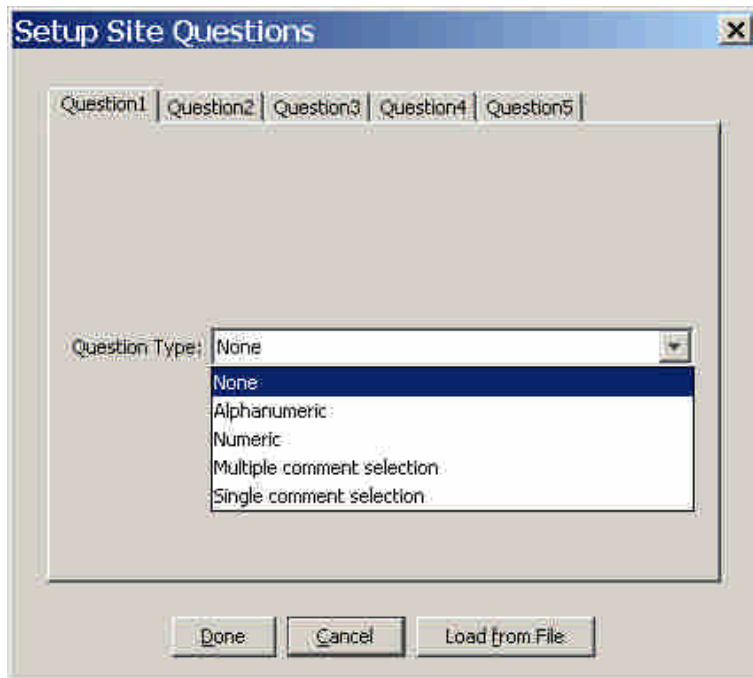 Setup Site Questions
Question1 Question2 Question3 Question4 Question5
Question Type: None
None
Alphanumeric
Numeric
Multiple comment selection
Single comment selection
Done Cancel Load from File